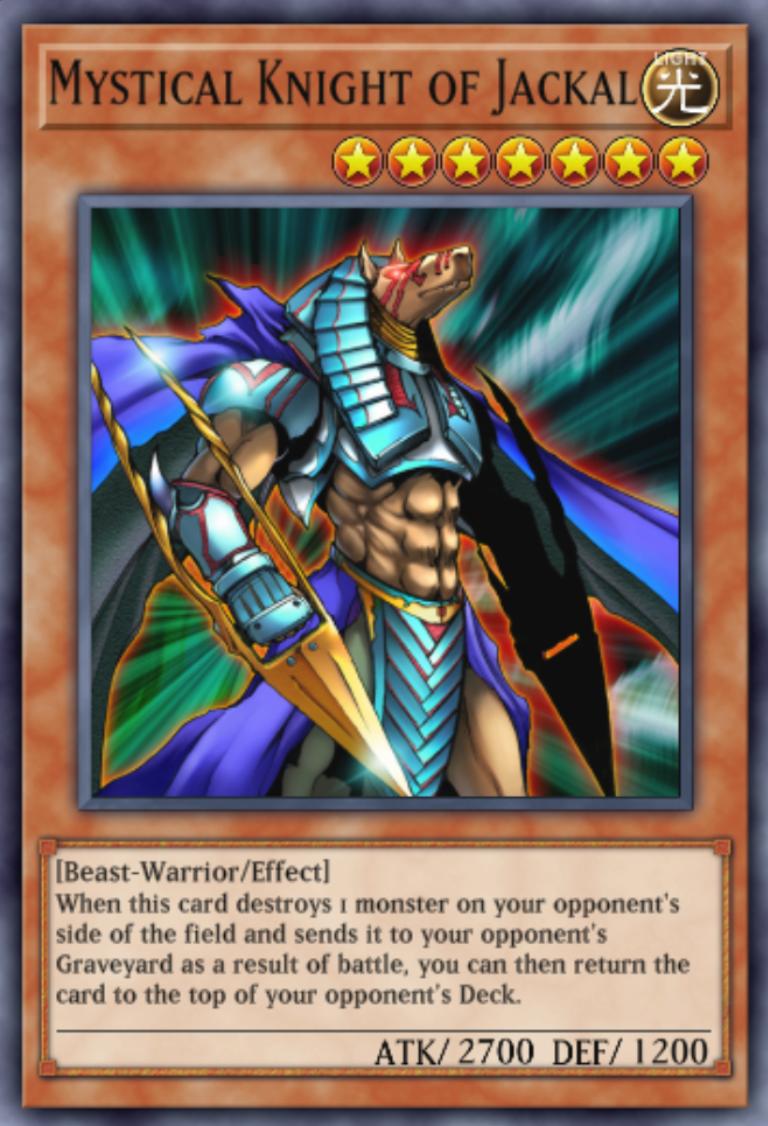 Mystical Knight of Jackal
LIGHT
光
[Beast-Warrior/Effect]
When this card destroys 1 monster on your opponent's
side of the field and sends it to your opponent's
Graveyard as a result of battle, you can then return the
card to the top of your opponent's Deck.
ATK/ 2700 DEF/ 1200